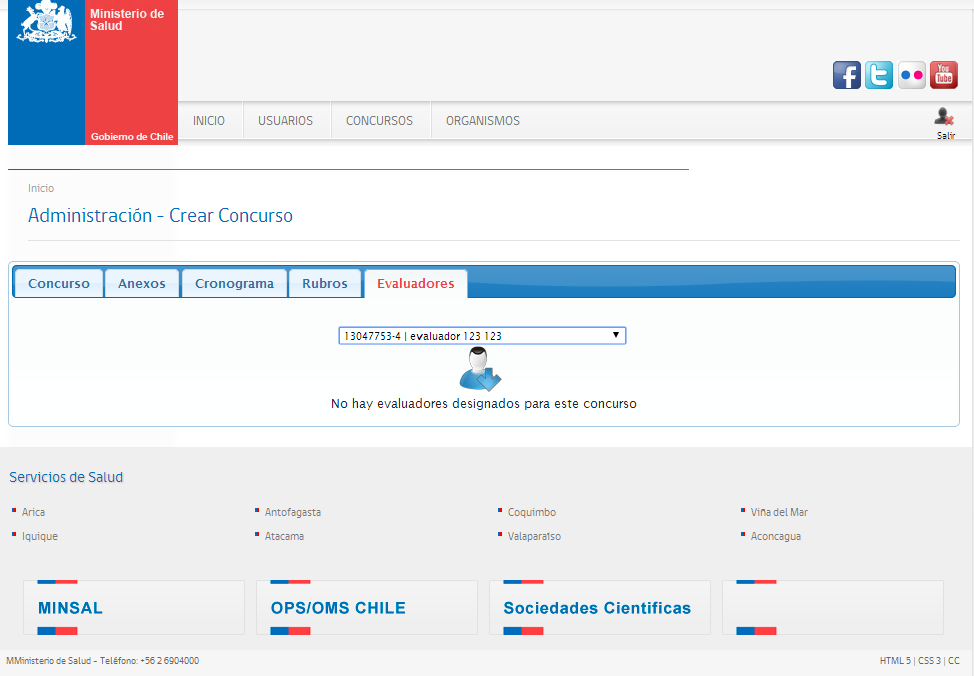 Ministerio de
Salud
Gobierno de Chile
You
Tube
INICIO USUARIOS CONCURSOS ORGANISMOS
Salir
Inicio
Administración - Crear Concurso
Concurso Anexos Cronograma Rubros Evaluadores
13047753-4 | evaluador 123 123
No hay evaluadores designados para este concurso
Servicios de Salud
Arica Antofagasta Coquimbo Viña del Mar
Iquique Atacama Valparaíso Aconcagua
MINSAL OPS/OMS CHILE Sociedades Cientificas
MMinisterio de Salud - Teléfono: +56 2 6904000 HTML 5 | CSS 3 | CC